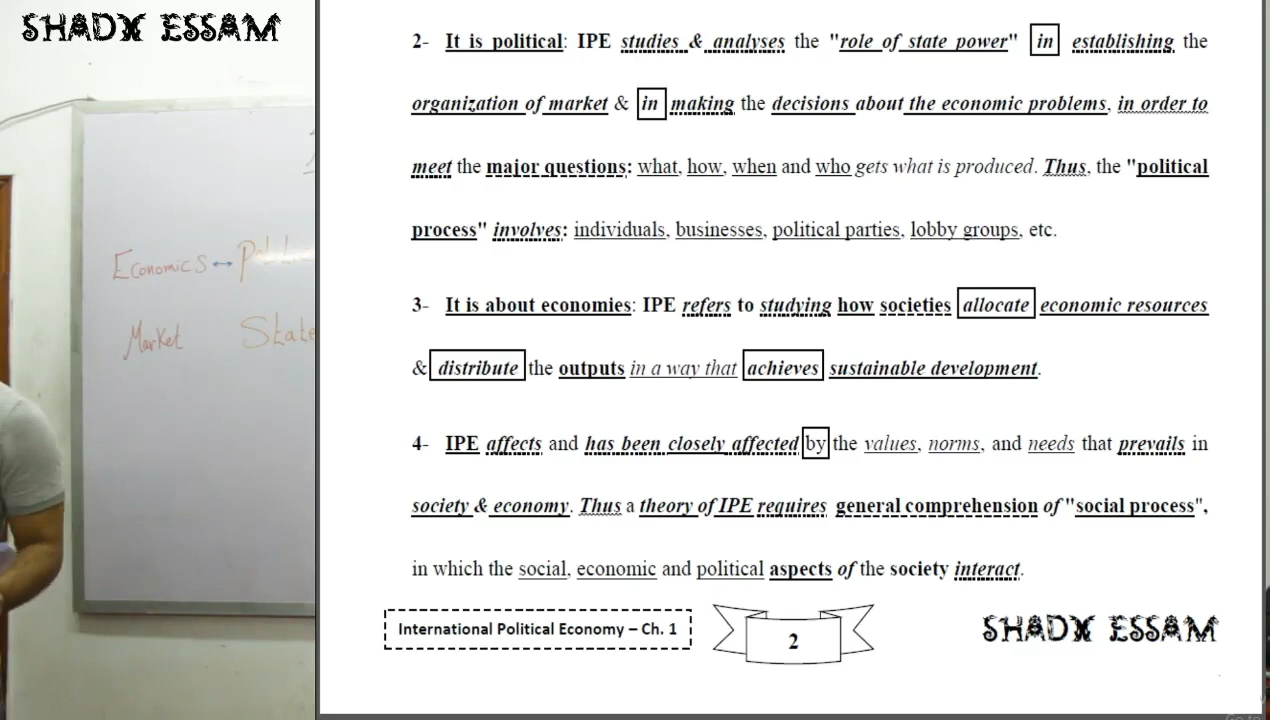 SHADY ESSAM
2- It is political: IPE studies & analyses the "role of state power" in establishing the
organization of market & in making the decisions about the economic problems, in order to
meet the major questions: what, how, when and who gets what is produced. Thus, the "political
process" involves: individuals, businesses, political parties, lobby groups, etc.
3- It is about economies: IPE refers to studying how societies allocate economic resources
& distribute the outputs in a way that achieves sustainable development.
4- IPE affects and has been closely affected by the values, norms, and needs that prevails in
society & economy. Thus a theory of IPE requires general comprehension of "social process",
in which the social, economic and political aspects of the society interact.
International Political Economy – Ch. 1
2
SHADY ESSAM
Economics ↔
Market State
Go to